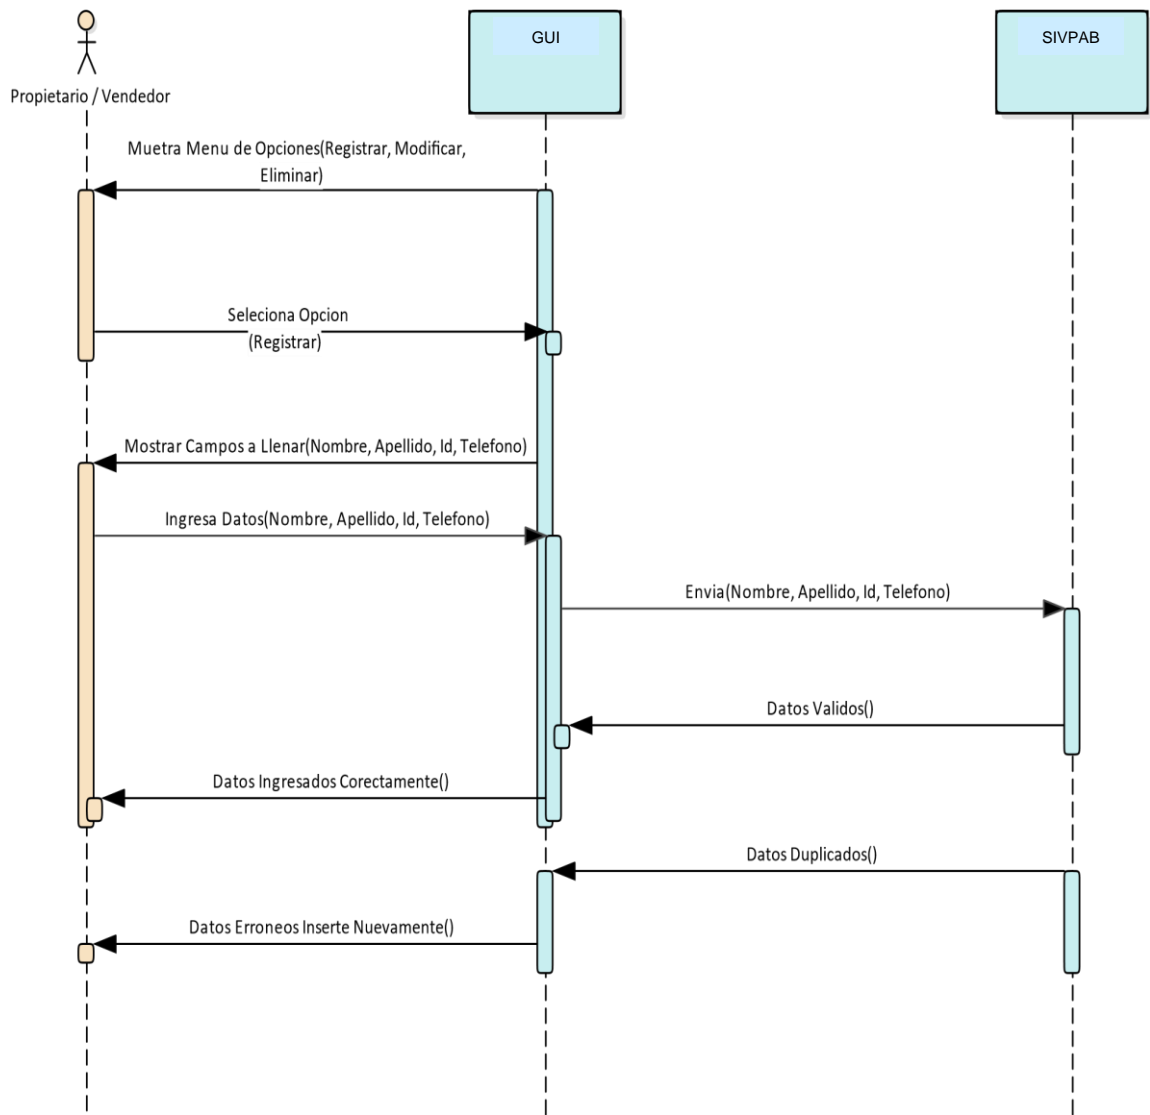 GUI
SIVPAB
Propietario / Vendedor
Muetra Menu de Opciones(Registrar, Modificar,
Eliminar)
Seleciona Opcion
(Registrar)
Mostrar Campos a Llenar(Nombre, Apellido, Id, Telefono)
Ingresa Datos(Nombre, Apellido, Id, Telefono)
Envia(Nombre, Apellido, Id, Telefono)
Datos Validos()
Datos Ingresados Corectamente()
Datos Duplicados()
Datos Erroneos Inserte Nuevamente()